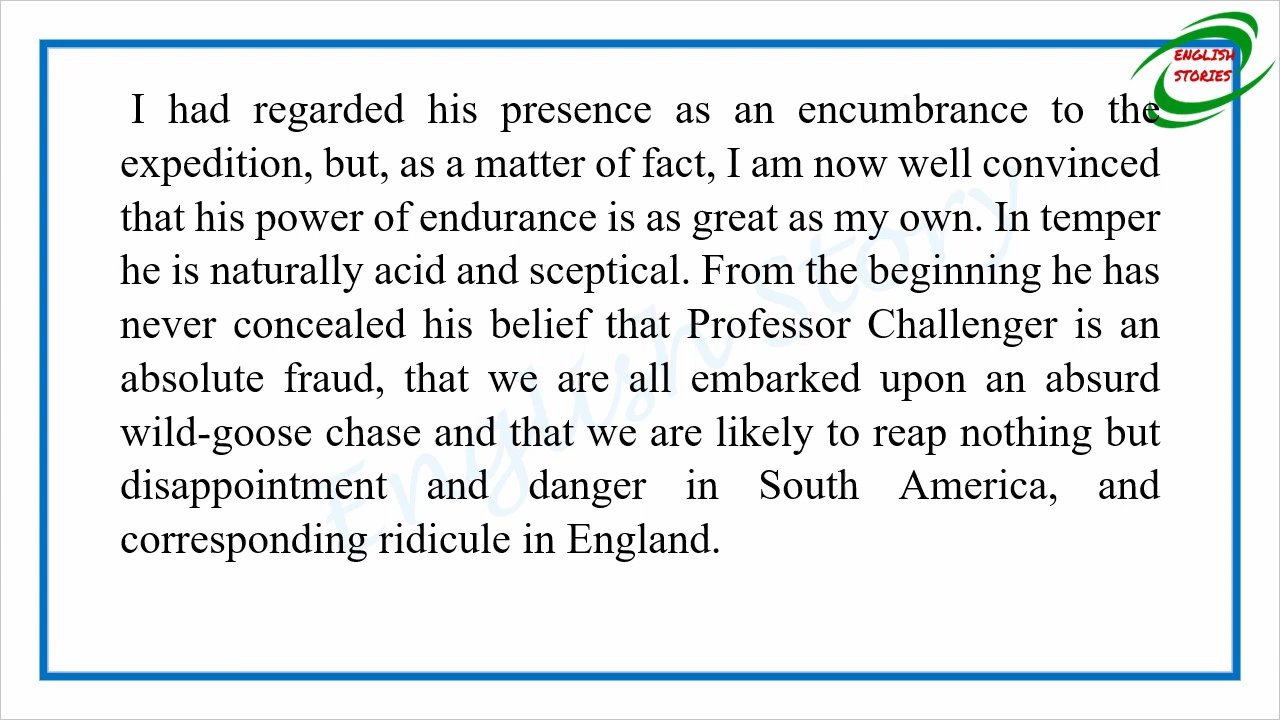 ENGLISH
STORIES
I had regarded his presence as an encumbrance to the
expedition, but, as a matter of fact, I am now well convinced
that his power of endurance is as great as my own. In temper
he is naturally acid and sceptical. From the beginning he has
never concealed his belief that Professor Challenger is an
absolute fraud, that we are all embarked upon an absurd
wild-goose chase and that we are likely to reap nothing but
disappointment and danger in South America, and
corresponding ridicule in England.
English Story